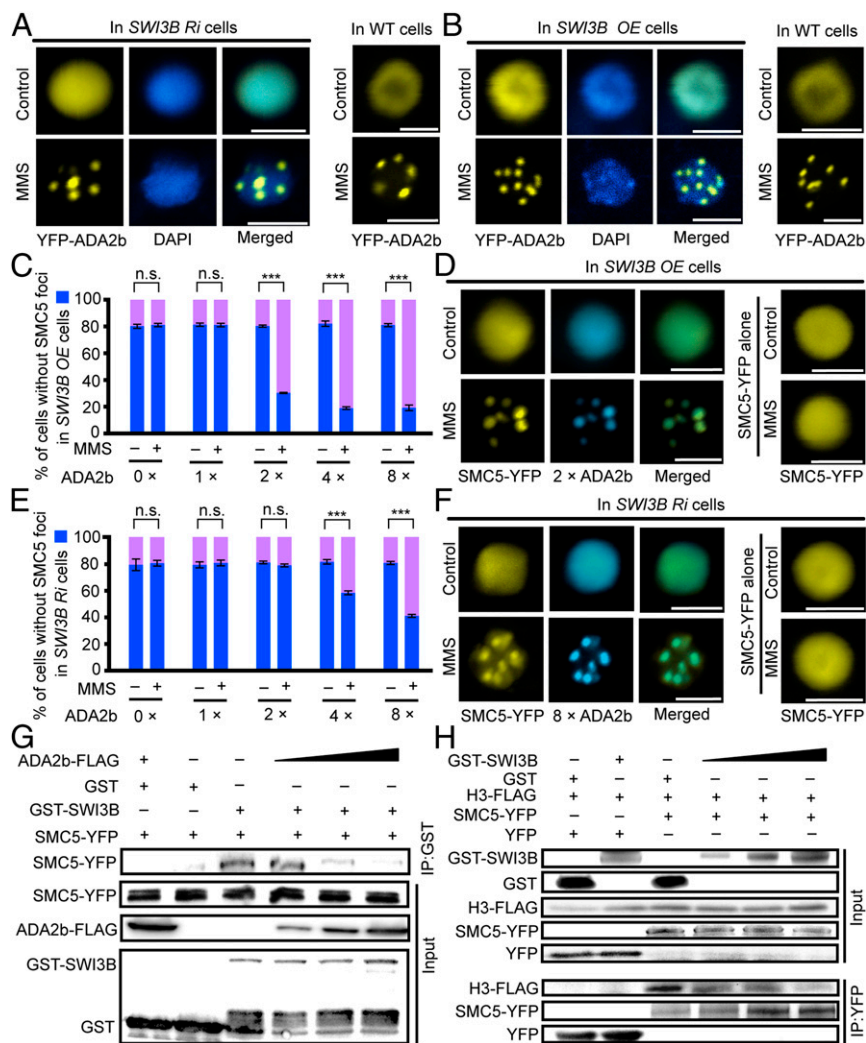 A
In SWI3B Ri cells
In WT cells
Control
MMS
YFP-ADA2b
DAPI
Merged
YFP-ADA2b
B
In SWI3B OE cells
In WT cells
Control
MMS
YFP-ADA2b
DAPI
Merged
YFP-ADA2b
C
% of cells without SMC5 foci
in SWI3B OE cells
n.s.
n.s.
***
***
***
100
80
60
40
20
0
MMS
− + − + − + − + − +
ADA2b
0 × 1 × 2 × 4 × 8 ×
D
In SWI3B OE cells
Control
MMS
SMC5-YFP
2 × ADA2b
Merged
SMC5-YFP alone
Control
MMS
SMC5-YFP
E
% of cells without SMC5 foci
in SWI3B Ri cells
n.s.
n.s.
n.s.
***
***
100
80
60
40
20
0
MMS
− + − + − + − + − +
ADA2b
0 × 1 × 2 × 4 × 8 ×
F
In SWI3B Ri cells
Control
MMS
SMC5-YFP
8 × ADA2b
Merged
SMC5-YFP alone
Control
MMS
SMC5-YFP
G
ADA2b-FLAG + − −
GST + + − − − −
GST-SWI3B − − + + + +
SMC5-YFP + + + + + +
SMC5-YFP
IP:GST
SMC5-YFP
ADA2b-FLAG
GST-SWI3B
GST
Input
H
GST-SWI3B − + −
GST + − + − − −
H3-FLAG + + + + + +
SMC5-YFP − − + + + +
YFP + + − − − −
GST-SWI3B
GST
H3-FLAG
SMC5-YFP
YFP
Input
H3-FLAG
SMC5-YFP
YFP
IP:YFP